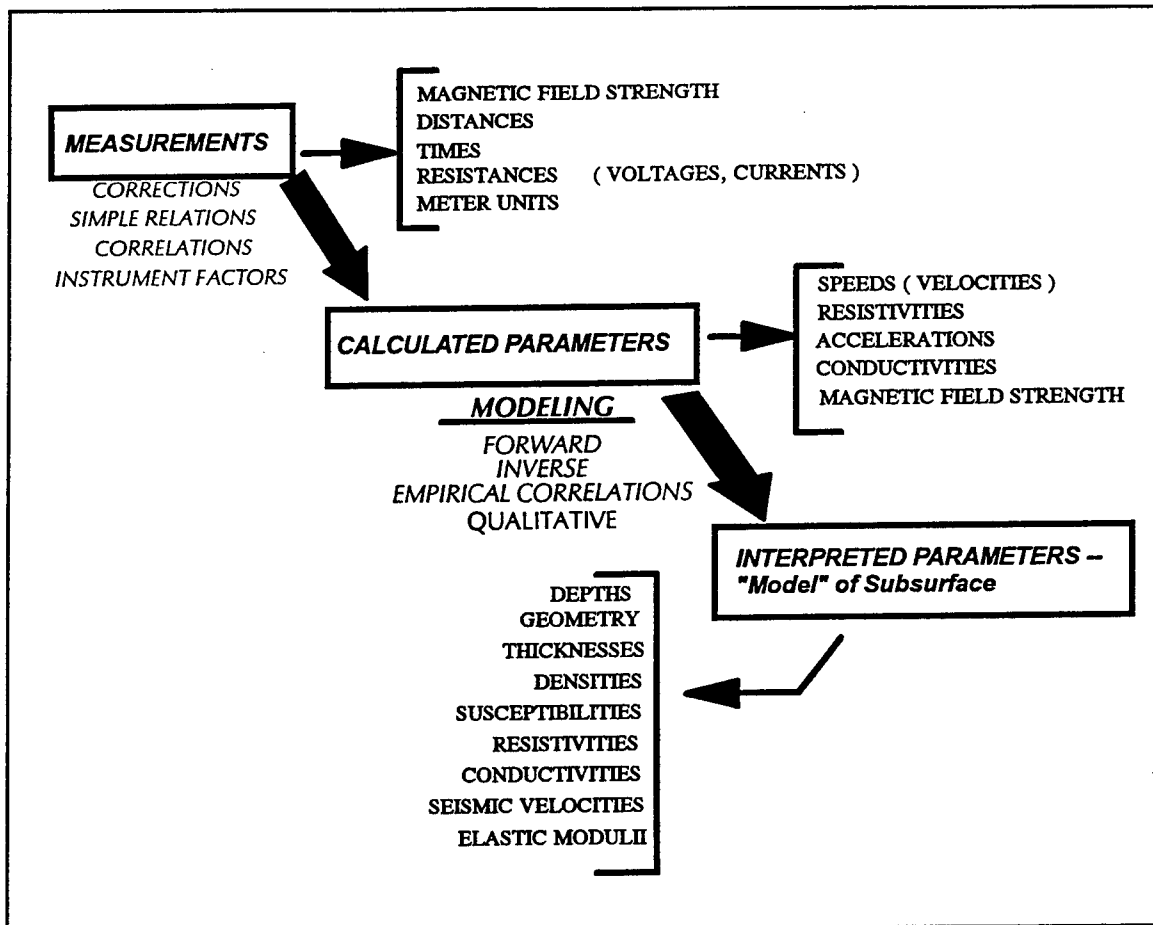 MEASUREMENTS
CORRECTIONS
SIMPLE RELATIONS
CORRELATIONS
INSTRUMENT FACTORS
MAGNETIC FIELD STRENGTH
DISTANCES
TIMES
RESISTANCES ( VOLTAGES, CURRENTS )
METER UNITS
CALCULATED PARAMETERS
MODELING
FORWARD
INVERSE
EMPIRICAL CORRELATIONS
QUALITATIVE
SPEEDS ( VELOCITIES )
RESISTIVITIES
ACCELERATIONS
CONDUCTIVITIES
MAGNETIC FIELD STRENGTH
INTERPRETED PARAMETERS –
"Model" of Subsurface
DEPTHS
GEOMETRY
THICKNESSES
DENSITIES
SUSCEPTIBILITIES
RESISTIVITIES
CONDUCTIVITIES
SEISMIC VELOCITIES
ELASTIC MODULII